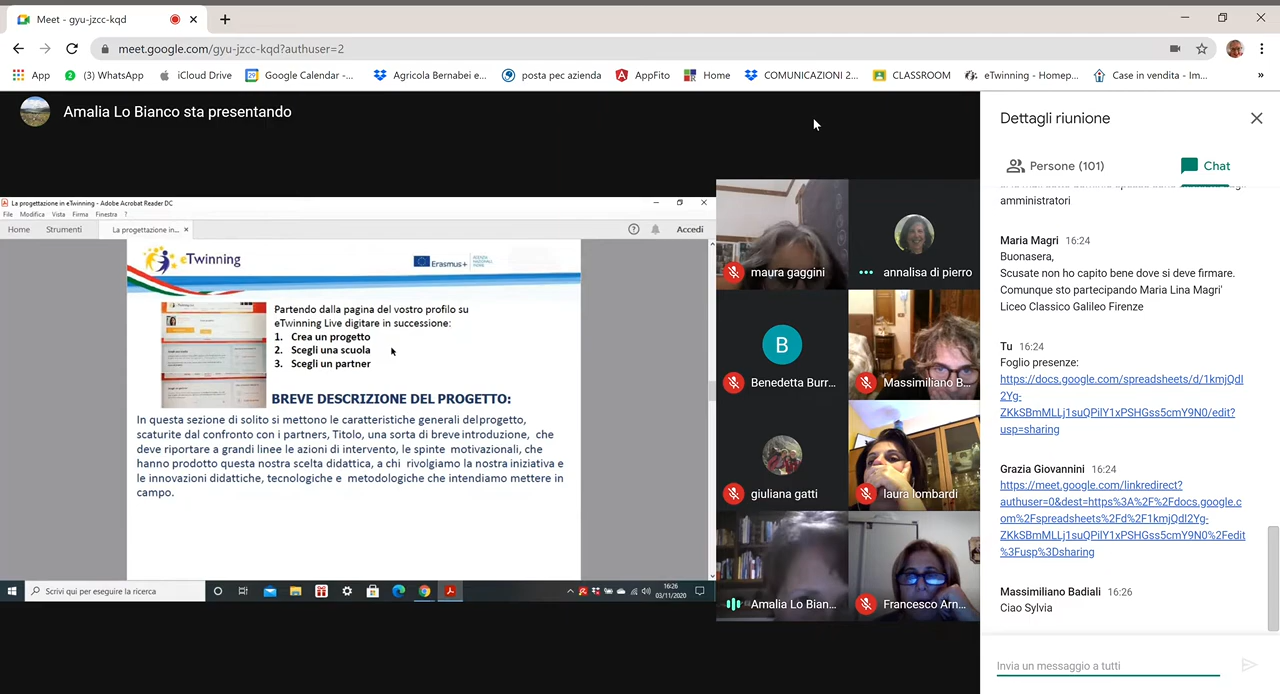 Meet - gyu-jzcc-kqd
meet.google.com/gyu-jzcc-kqd?authuser=2
App
(3) WhatsApp
iCloud Drive
Google Calendar -...
Agricola Bernabei e...
posta pec azienda
AppFito
Home
COMUNICAZIONI 2...
CLASSROOM
eTwinning - Homep...
Case in vendita - Im...
»
Amalia Lo Bianco sta presentando
La progettazione in eTwinning - Adobe Acrobat Reader DC
File Modifica Vista Firma Finestra ?
Home Strumenti La progettazione in... Accedi
eTwinning
Erasmus+
Partendo dalla pagina del vostro profilo su
eTwinning Live digitare in successione:
1. Crea un progetto
2. Scegli una scuola
3. Scegli un partner
BREVE DESCRIZIONE DEL PROGETTO:
In questa sezione di solito si mettono le caratteristiche generali del progetto,
scaturite dal confronto con i partners, Titolo, una sorta di breve introduzione, che
deve riportare a grandi linee le azioni di intervento, le spinte motivazionali, che
hanno prodotto questa nostra scelta didattica, a chi rivolgiamo la nostra iniziativa e
le innovazioni didattiche, tecnologiche e metodologiche che intendiamo mettere in
campo.
Scrivi qui per eseguire la ricerca
16:26
03/11/2020
maura gaggini
annalisa di pierro
B
Benedetta Burr...
Massimiliano B...
giuliana gatti
laura lombardi
Amalia Lo Bian...
Francesco Arn...
Dettagli riunione
Persone (101)
Chat
amministratori
Maria Magri 16:24
Buonasera,
Scusate non ho capito bene dove si deve firmare.
Comunque sto partecipando Maria Lina Magri'
Liceo Classico Galileo Firenze
Tu 16:24
Foglio presenze:
https://docs.google.com/spreadsheets/d/1kmjQdI
2Yg-
ZKkSBmMLLj1suQPilY1xPSHGss5cmY9N0/edit?
usp=sharing
Grazia Giovannini 16:24
https://meet.google.com/linkredirect?
authuser=0&dest=https%3A%2F%2Fdocs.google.c
om%2Fspreadsheets%2Fd%2F1kmjQdI2Yg-
ZKkSBmMLLj1suQPilY1xPSHGss5cmY9N0%2Fedit
%3Fusp%3Dsharing
Massimiliano Badiali 16:26
Ciao Sylvia
Invia un messaggio a tutti